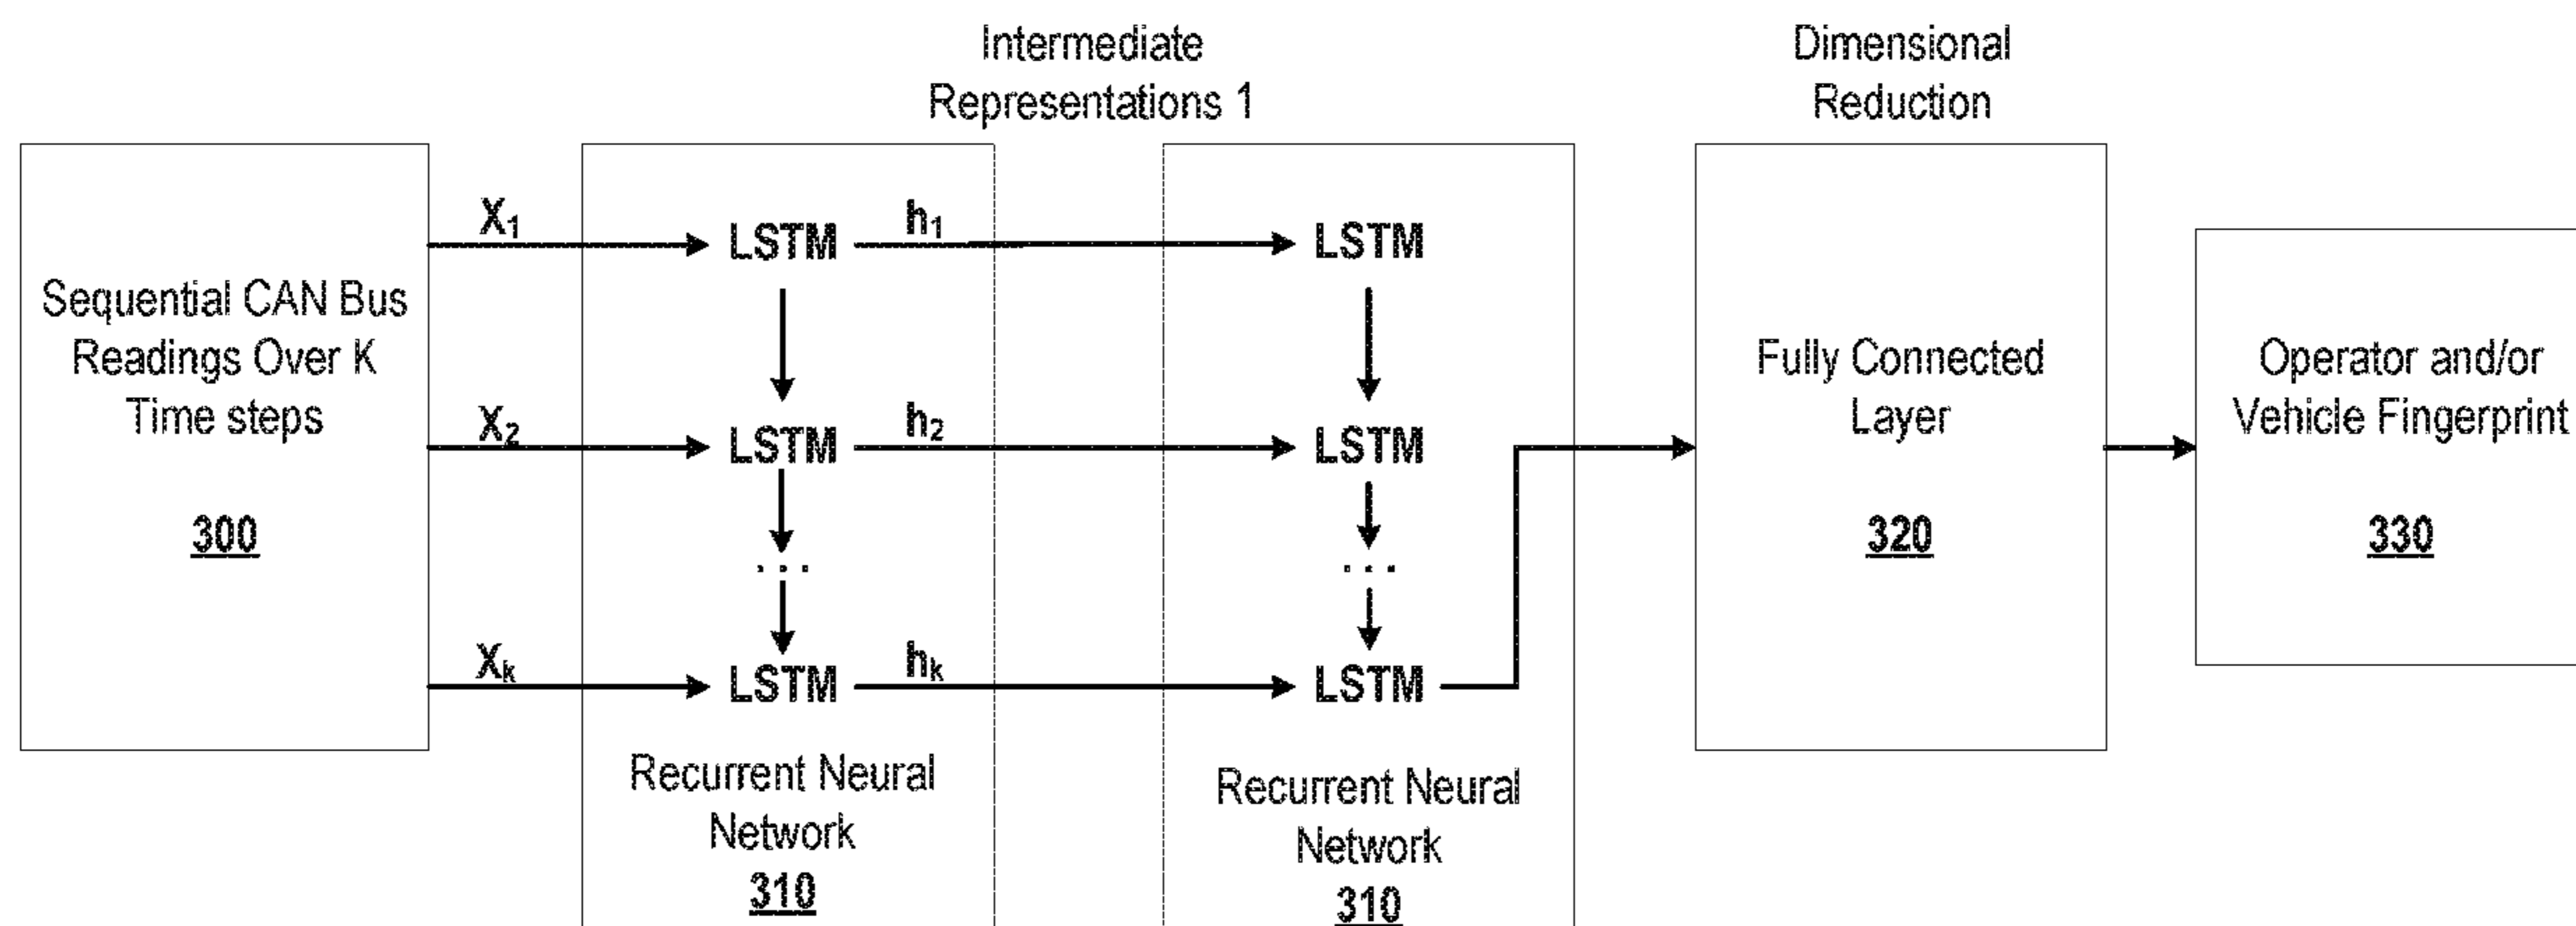 Intermediate
Representations 1
Dimensional
Reduction
Sequential CAN Bus
Readings Over K
Time steps
300
X₁
X₂
Xₖ
LSTM
LSTM
...
LSTM
Recurrent Neural
Network
310
h₁
h₂
hₖ
LSTM
LSTM
...
LSTM
Recurrent Neural
Network
310
Fully Connected
Layer
320
Operator and/or
Vehicle Fingerprint
330